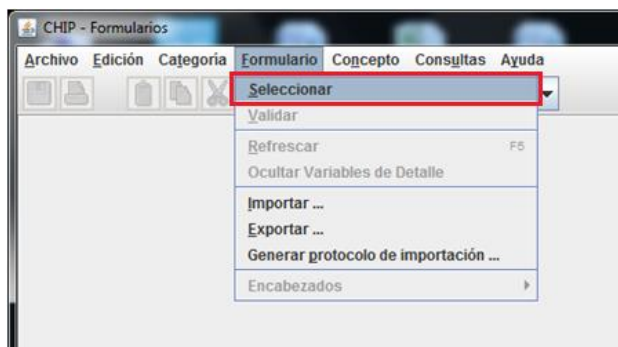 CHIP - Formularios
Archivo Edición Categoría Formulario Concepto Consultas Ayuda
Seleccionar
Validar
Refrescar F5
Ocultar Variables de Detalle
Importar ...
Exportar ...
Generar protocolo de importación ...
Encabezados